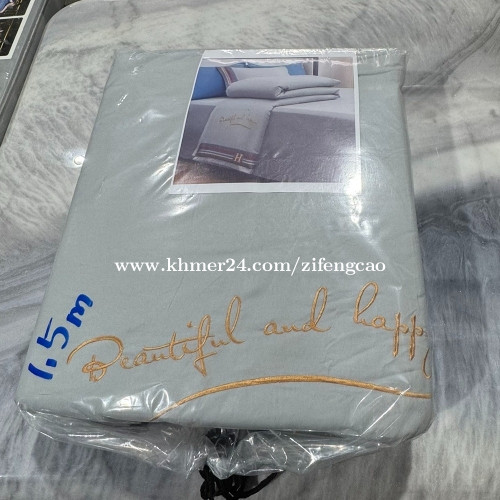 www.khmer24.com/zifengcao
1.5m
Beautiful and happ